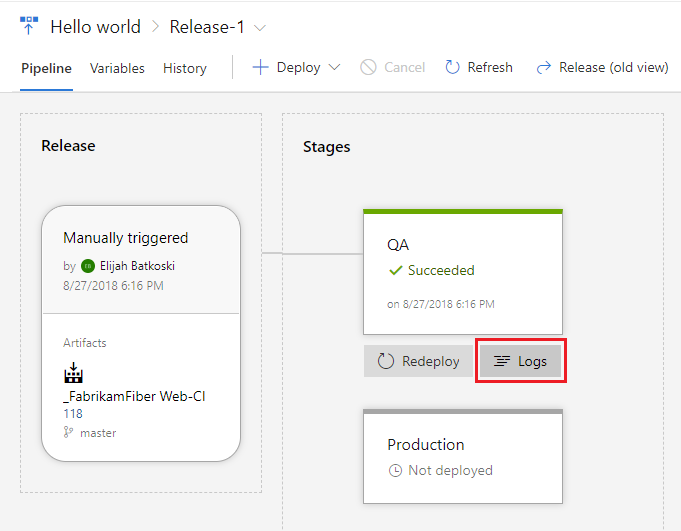 Hello world > Release-1
Pipeline Variables History + Deploy Cancel Refresh Release (old view)
Release
Manually triggered
by EB Elijah Batkoski
8/27/2018 6:16 PM
Artifacts
_FabrikamFiber Web-CI
118
master
Stages
QA
Succeeded
on 8/27/2018 6:16 PM
Redeploy Logs
Production
Not deployed